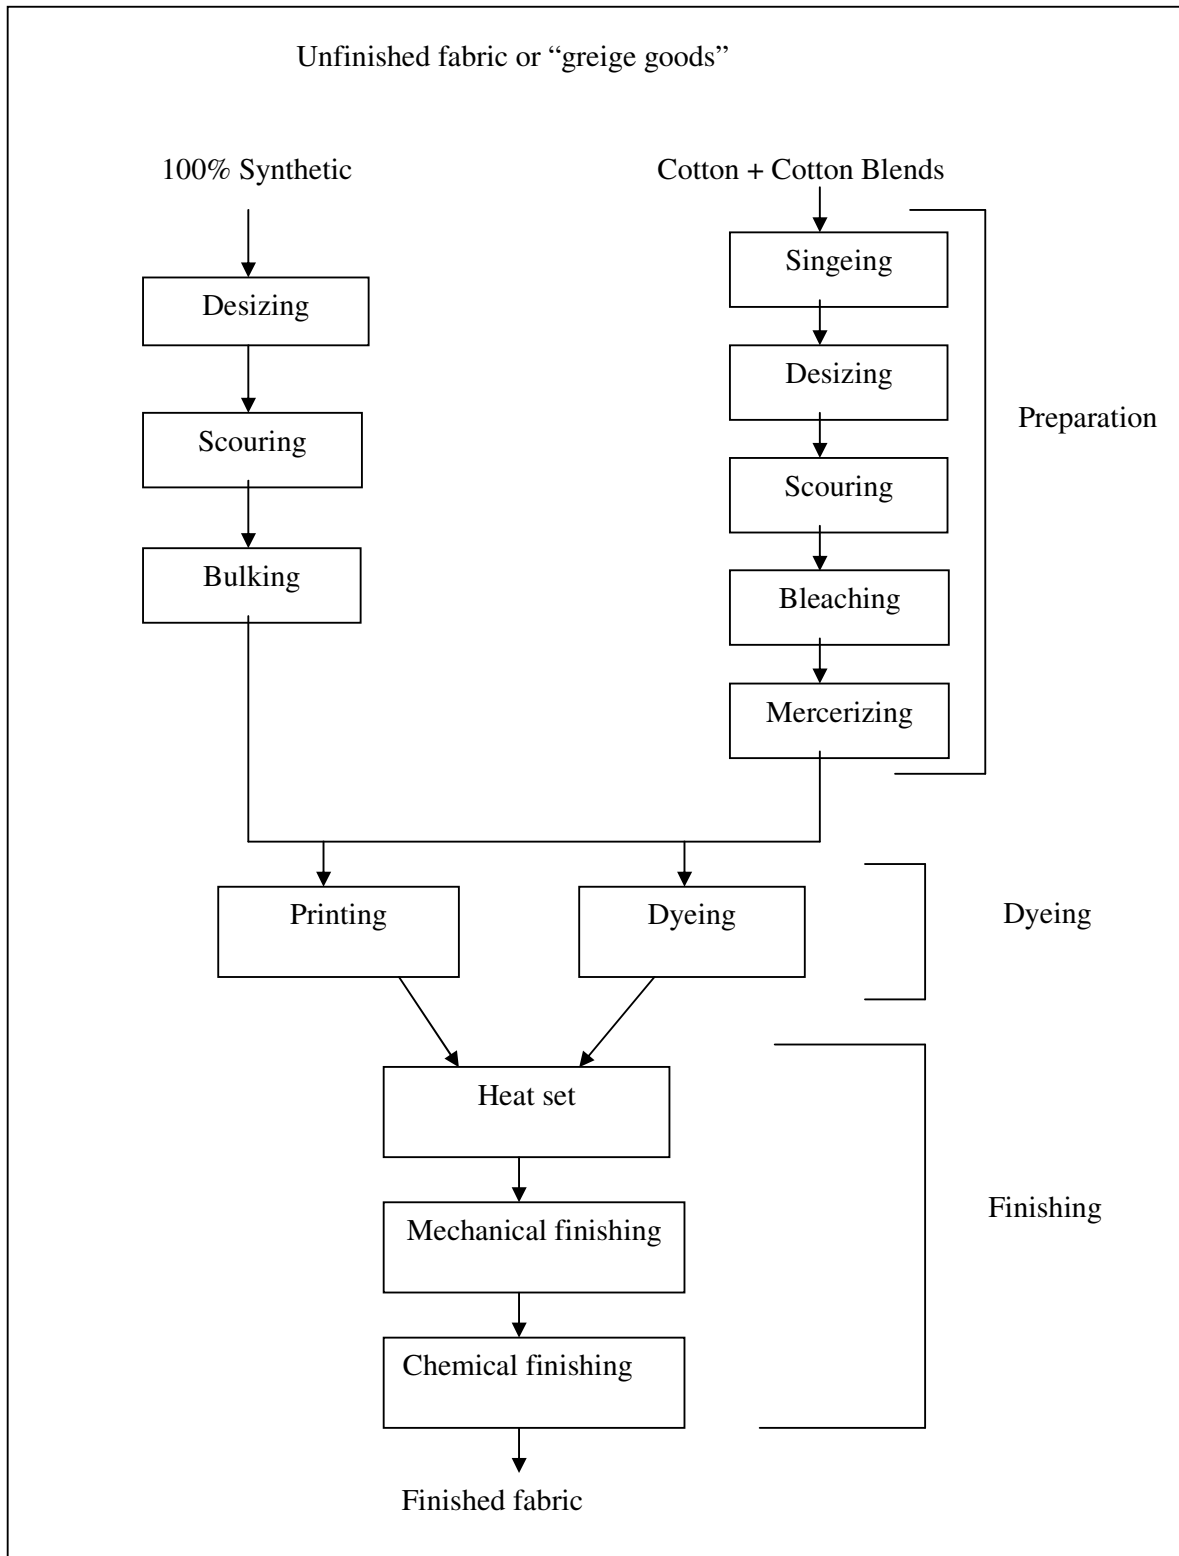 Unfinished fabric or “greige goods”
100% Synthetic
Cotton + Cotton Blends
Singeing
Desizing
Desizing
Preparation
Scouring
Scouring
Bulking
Bleaching
Mercerizing
Printing
Dyeing
Dyeing
Heat set
Finishing
Mechanical finishing
Chemical finishing
Finished fabric